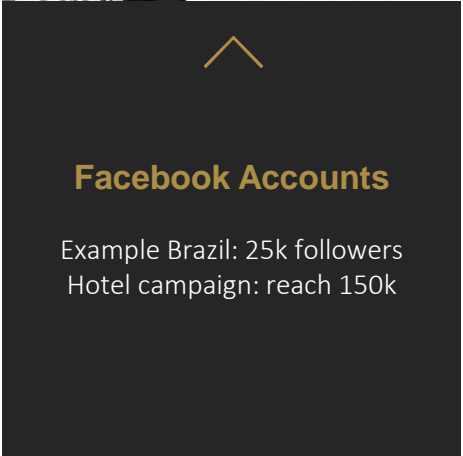 Facebook Accounts
Example Brazil: 25k followers
Hotel campaign: reach 150k